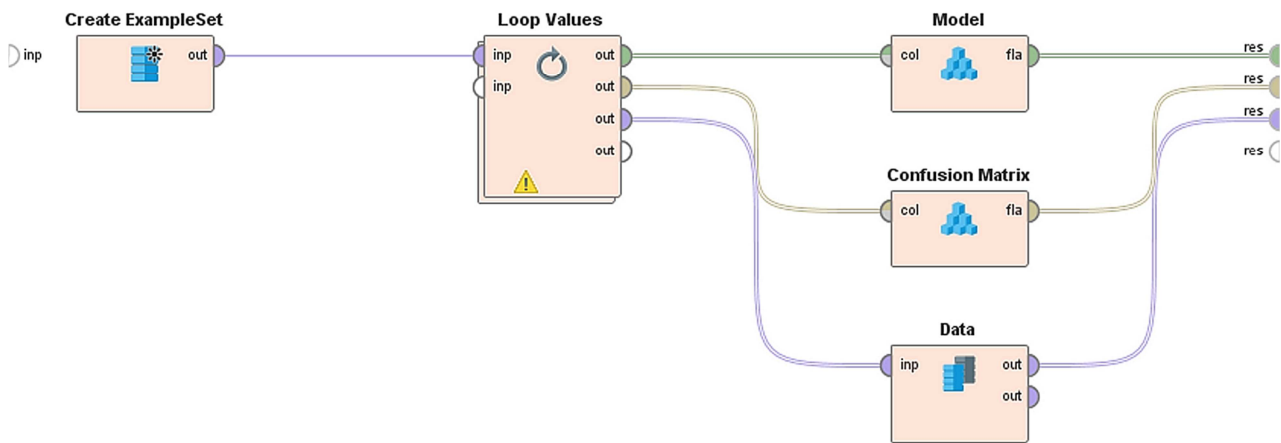 Create ExampleSet
Loop Values
Model
inp
out
inp
out
col
fla
res
inp
out
res
out
res
out
res
Confusion Matrix
col
fla
Data
inp
out
out